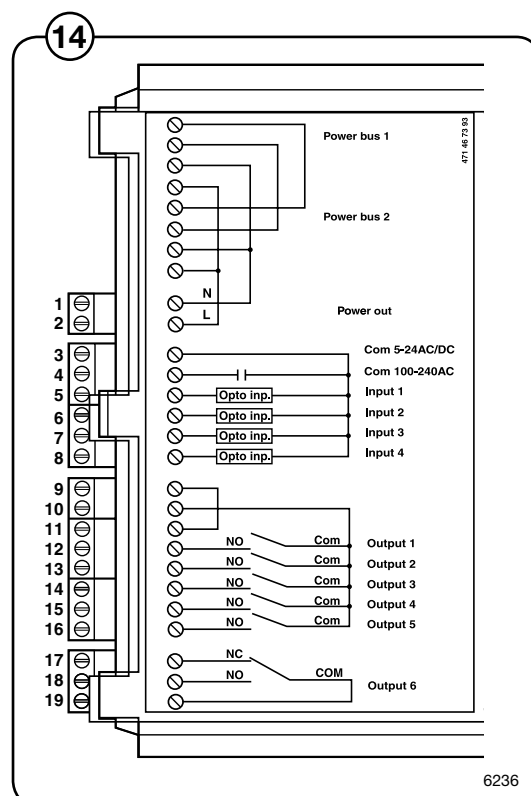 14
471 46 73 93
Power bus 1
Power bus 2
N
1
Power out
2
L
3
Com 5-24AC/DC
4
Com 100-240AC
5
Opto inp.
Input 1
6
Opto inp.
Input 2
7
Opto inp.
Input 3
8
Opto inp.
Input 4
9
10
11
12
NO
Com
Output 1
13
NO
Com
Output 2
14
NO
Com
Output 3
15
NO
Com
Output 4
16
NO
Com
Output 5
17
NC
18
NO
COM
Output 6
19
6236